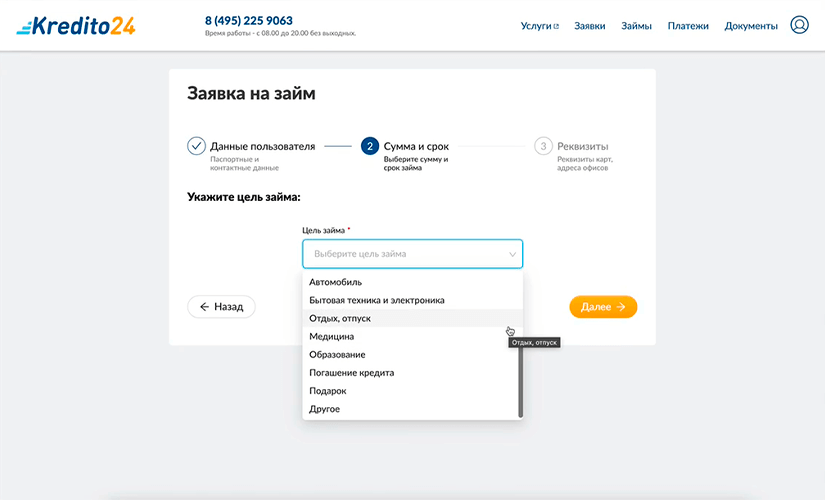 Kredito24
8 (495) 225 9063
Время работы - с 08.00 до 20.00 без выходных.
Услуги
Заявки
Займы
Платежи
Документы
Заявка на займ
Данные пользователя
Паспортные и
контактные данные
2
Сумма и срок
Выберите сумму и
срок займа
3
Реквизиты
Реквизиты карт,
адреса офисов
Укажите цель займа:
Цель займа *
Выберите цель займа
Автомобиль
Бытовая техника и электроника
Отдых, отпуск
Медицина
Образование
Погашение кредита
Подарок
Другое
Отдых, отпуск
Назад
Далее